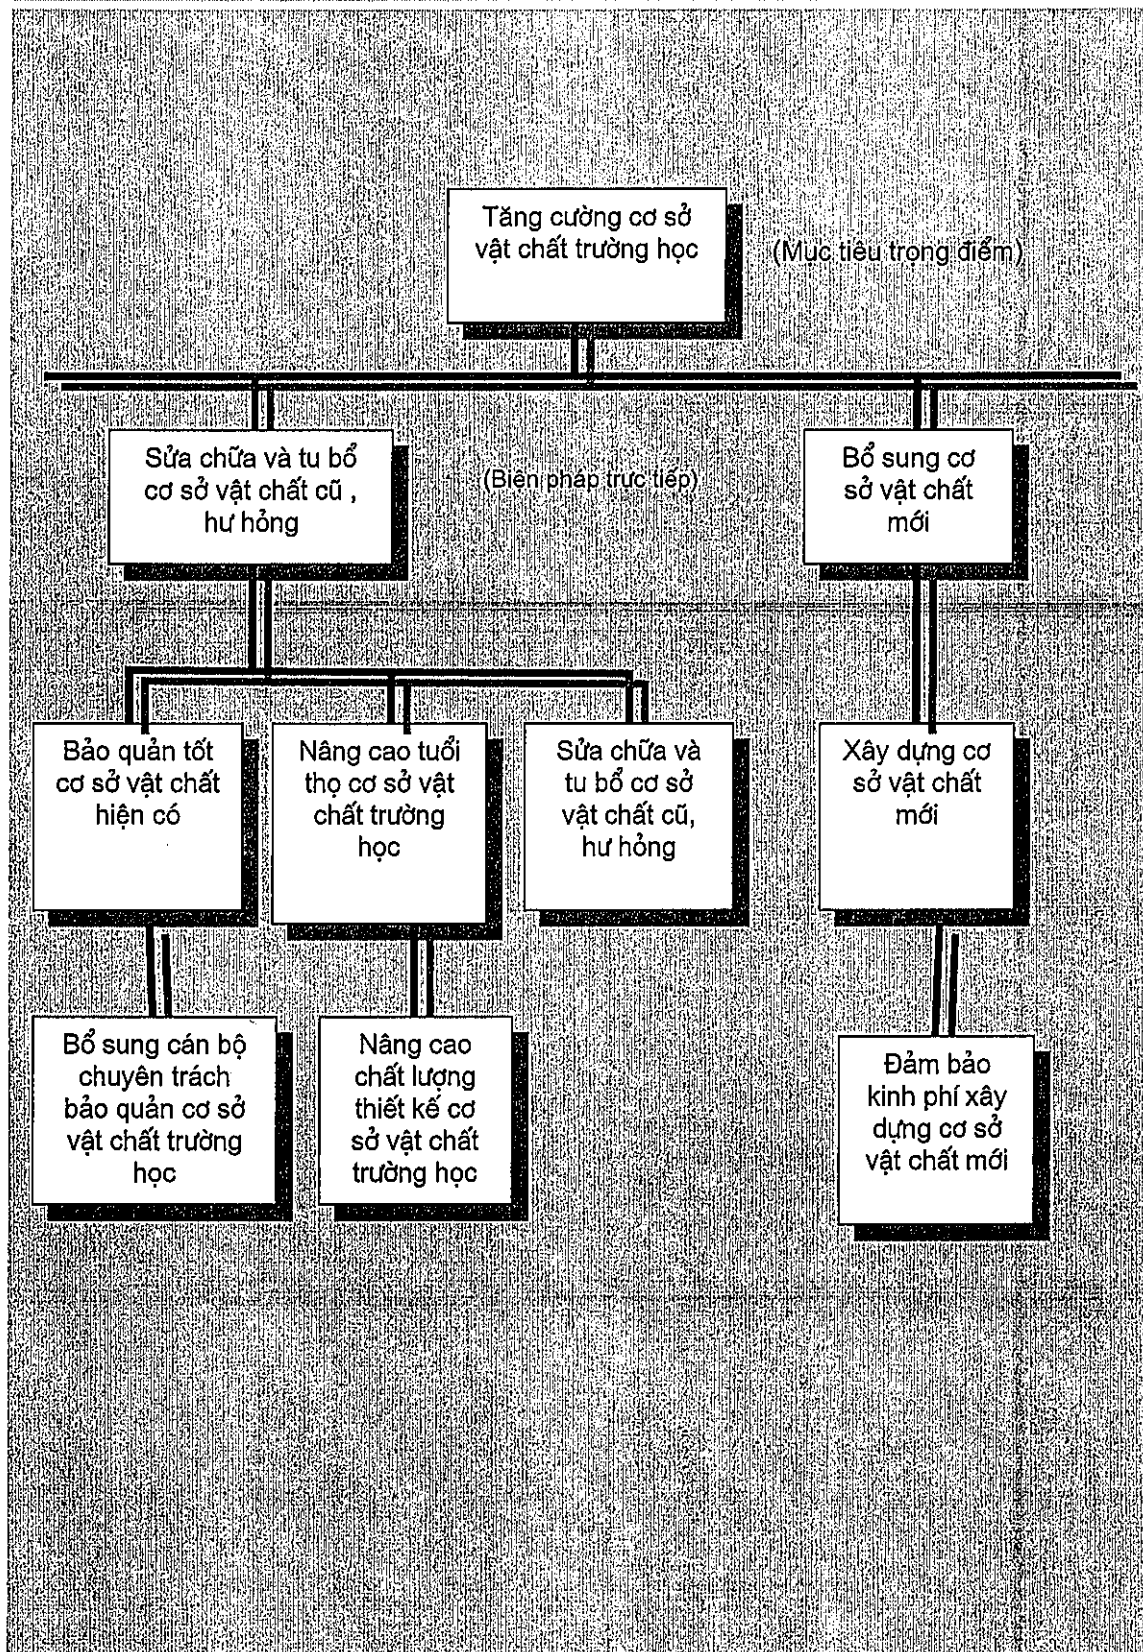 Tăng cường cơ sở
vật chất trường học
(Mục tiêu trọng điểm)
Sửa chữa và tu bổ
cơ sở vật chất cũ ,
hư hỏng
(Biện pháp trực tiếp)
Bổ sung cơ
sở vật chất
mới
Bảo quản tốt
cơ sở vật chất
hiện có
Nâng cao tuổi
thọ cơ sở vật
chất trường
học
Sửa chữa và
tu bổ cơ sở
vật chất cũ,
hư hỏng
Xây dựng cơ
sở vật chất
mới
Bổ sung cán bộ
chuyên trách
bảo quản cơ sở
vật chất trường
học
Nâng cao
chất lượng
thiết kế cơ
sở vật chất
trường học
Đảm bảo
kinh phí xây
dựng cơ sở
vật chất mới